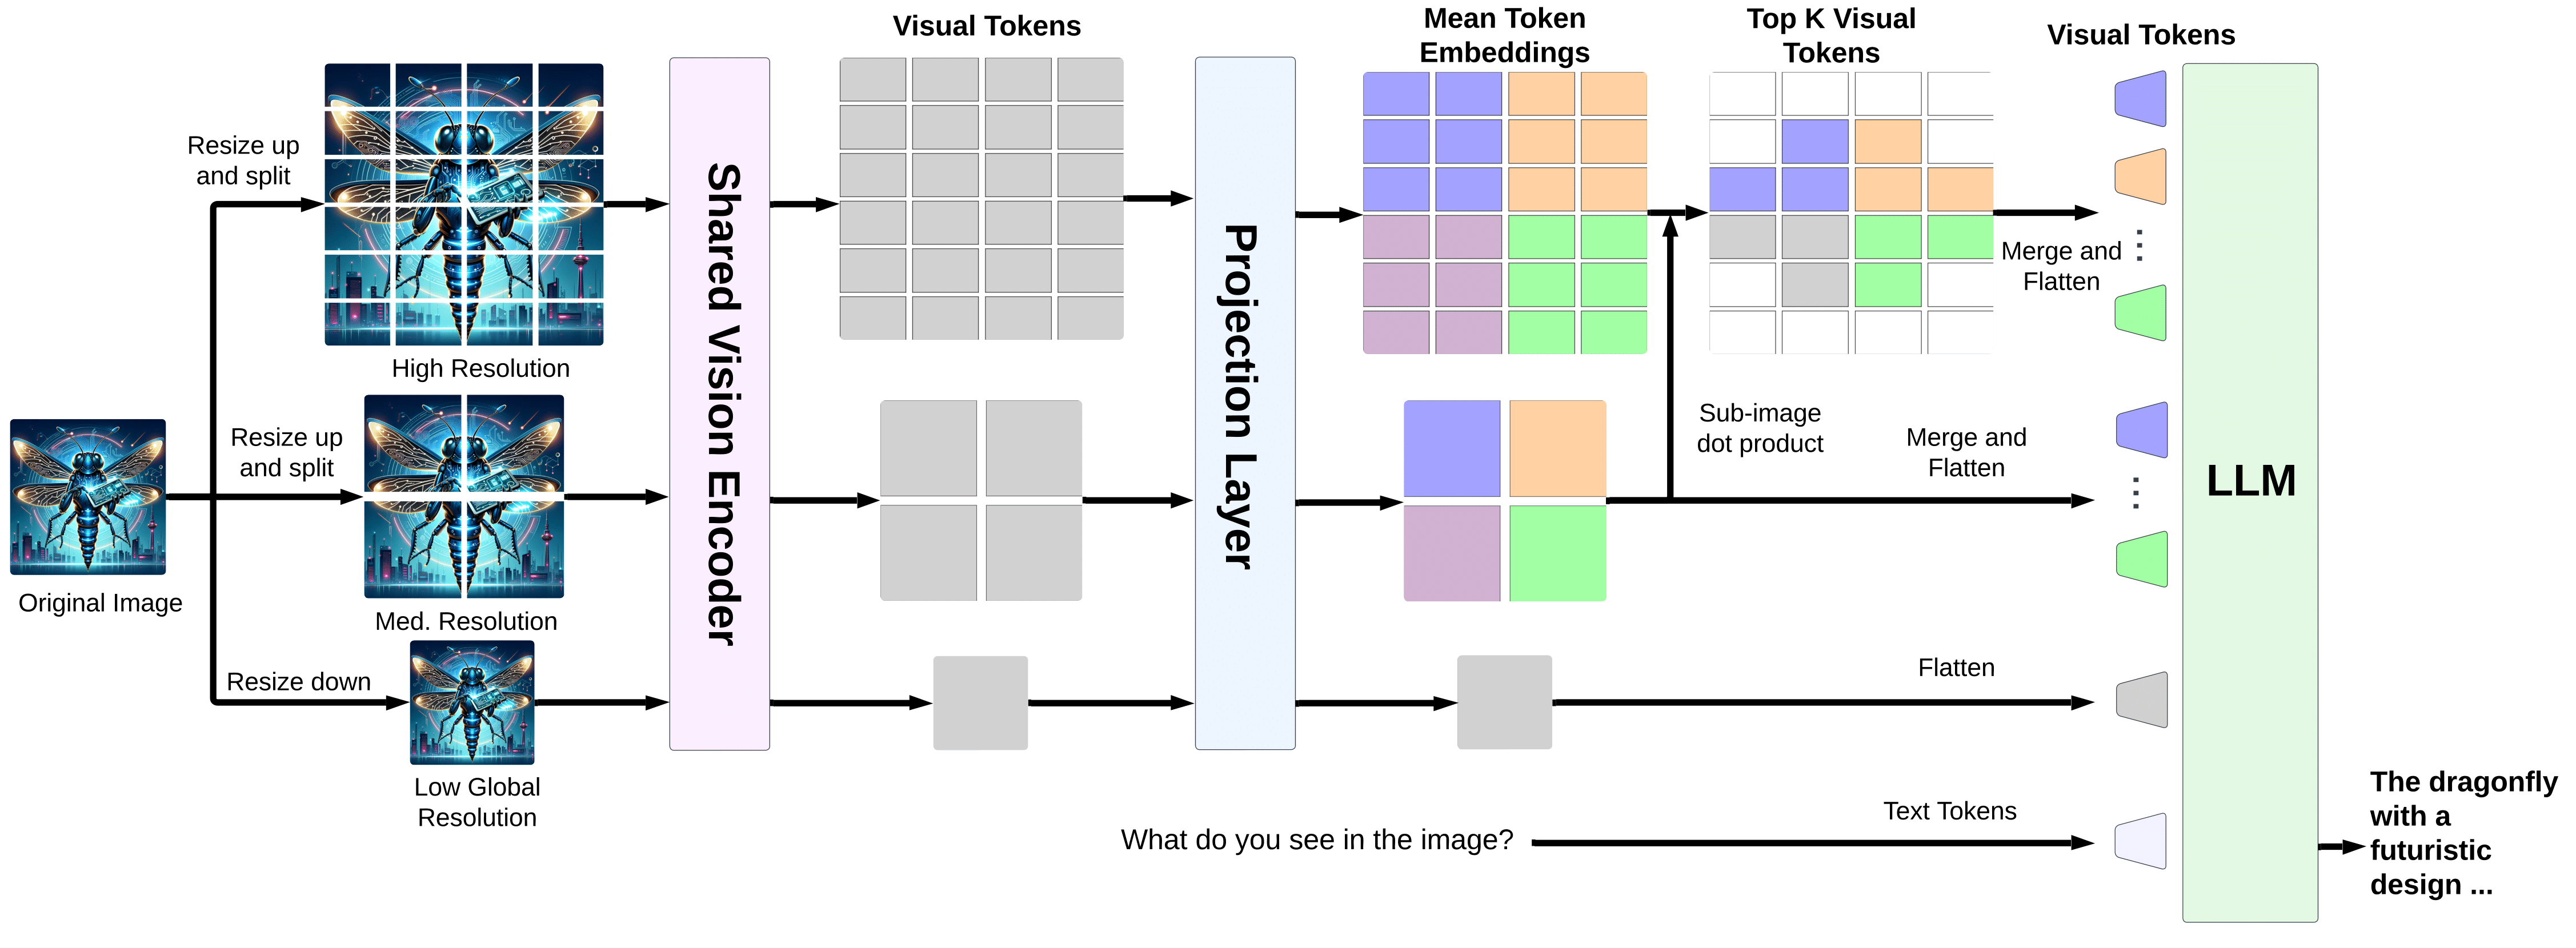 Visual Tokens
Mean Token
Embeddings
Top K Visual
Tokens
Visual Tokens
Resize up
and split
High Resolution
Shared Vision Encoder
Projection Layer
Merge and
Flatten
Resize up
and split
Sub-image
dot product
Merge and
Flatten
LLM
Original Image
Med. Resolution
Resize down
Flatten
Low Global
Resolution
What do you see in the image?
Text Tokens
The dragonfly
with a
futuristic
design ...